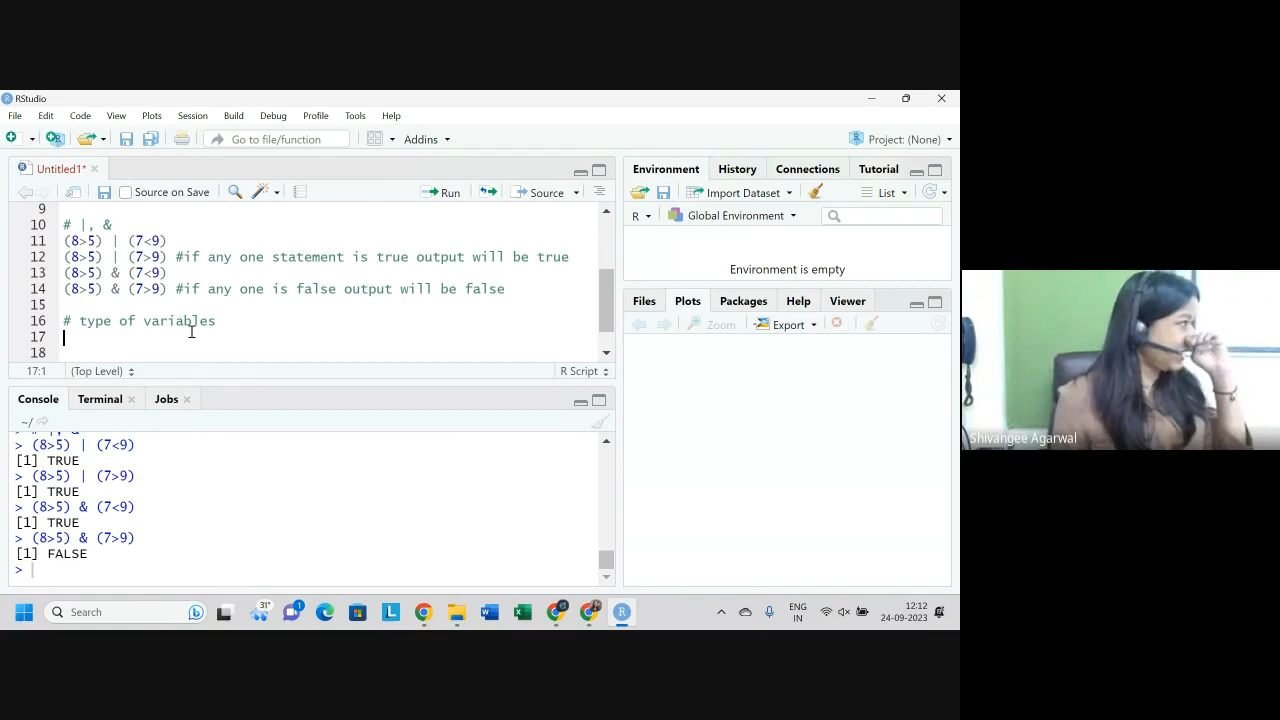 RStudio
File Edit Code View Plots Session Build Debug Profile Tools Help
Go to file/function Addins Project: (None)
Untitled1*
Source on Save Run Source
9
10 # |, &
11 (8>5) | (7<9)
12 (8>5) | (7>9) #if any one statement is true output will be true
13 (8>5) & (7<9)
14 (8>5) & (7>9) #if any one is false output will be false
15
16 # type of variables
17
18
17:1 (Top Level) R Script
Console Terminal Jobs
~/
> (8>5) | (7<9)
[1] TRUE
> (8>5) | (7>9)
[1] TRUE
> (8>5) & (7<9)
[1] TRUE
> (8>5) & (7>9)
[1] FALSE
>
Environment History Connections Tutorial
Import Dataset List
R Global Environment
Environment is empty
Files Plots Packages Help Viewer
Zoom Export
Shivangee Agarwal
Search 31° 1 ENG IN 12:12 24-09-2023